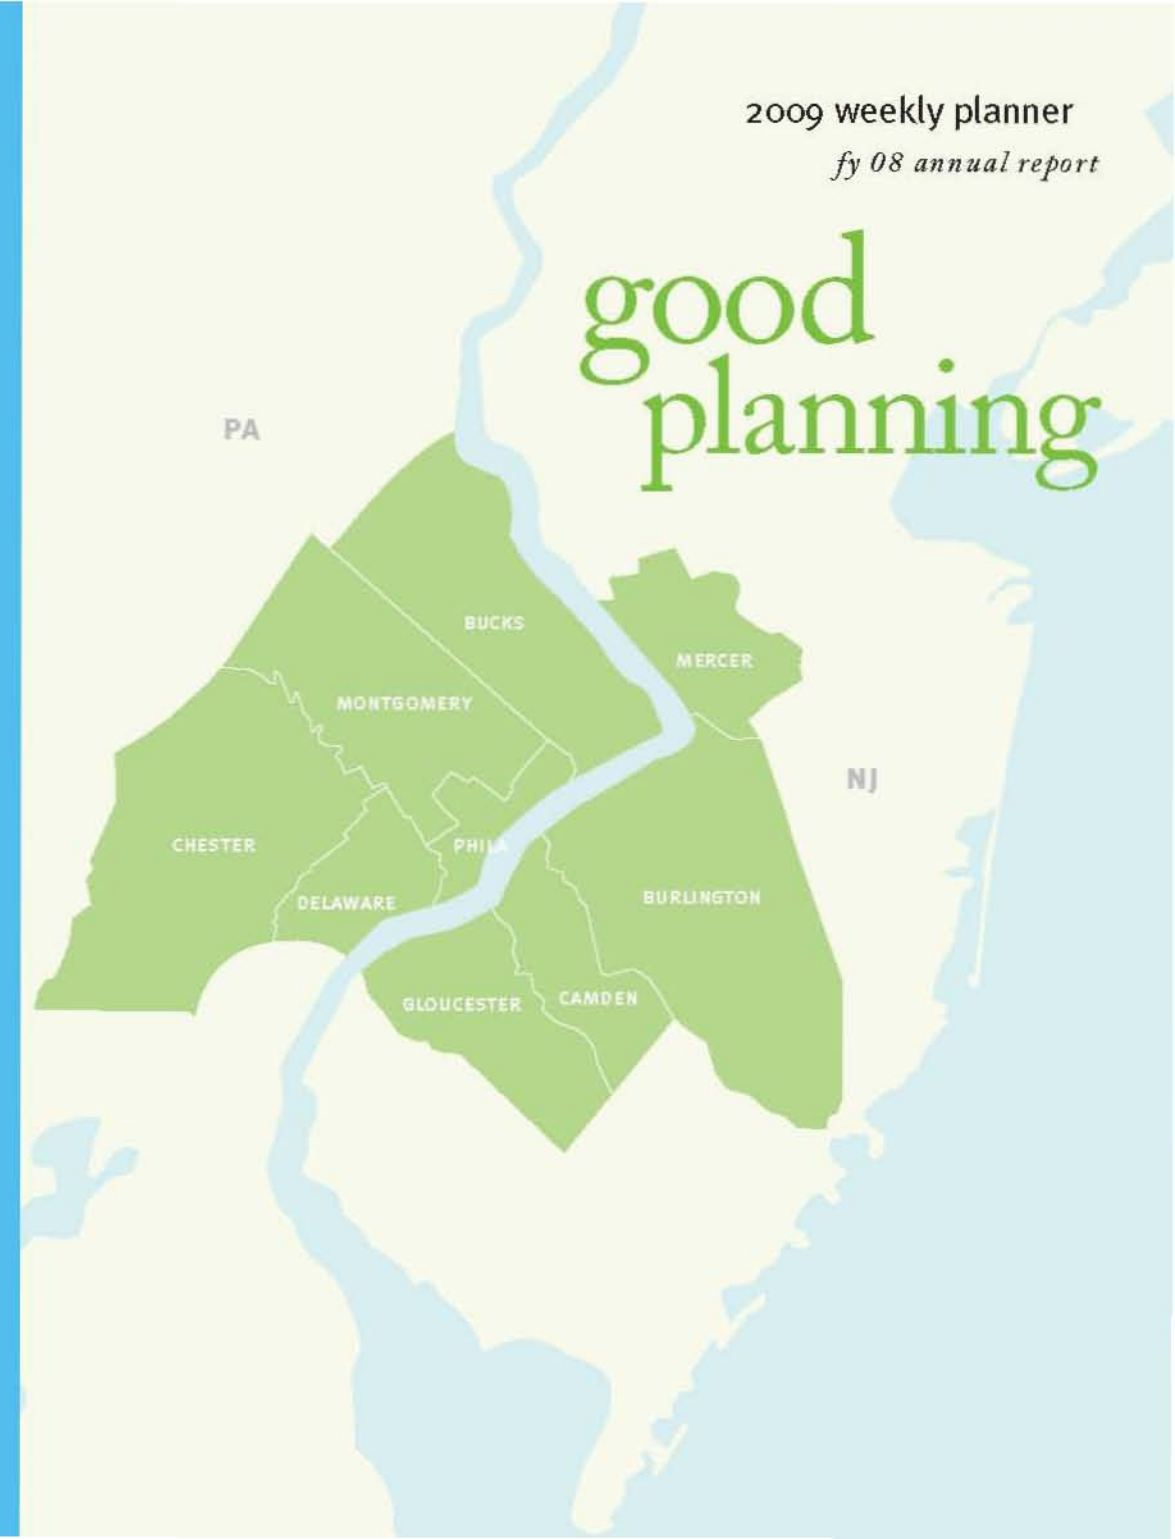 2009 weekly planner
fy 08 annual report
good
planning
PA
BUCKS
MERCER
MONTGOMERY
NJ
CHESTER
PHILA
BURLINGTON
DELAWARE
GLOUCESTER
CAMDEN